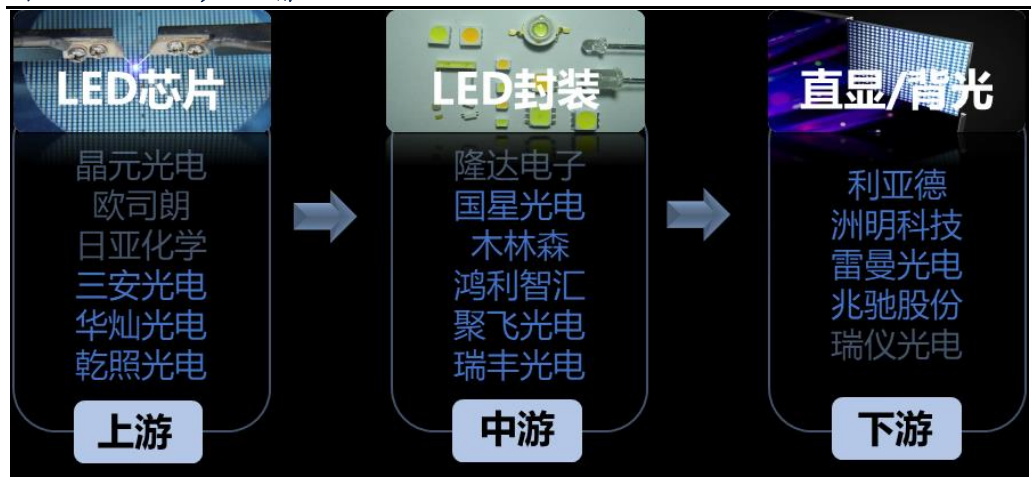 LED芯片
晶元光电
欧司朗
日亚化学
三安光电
华灿光电
乾照光电
上游
LED封装
隆达电子
国星光电
木林森
鸿利智汇
聚飞光电
瑞丰光电
中游
直显/背光
利亚德
洲明科技
雷曼光电
兆驰股份
瑞仪光电
下游